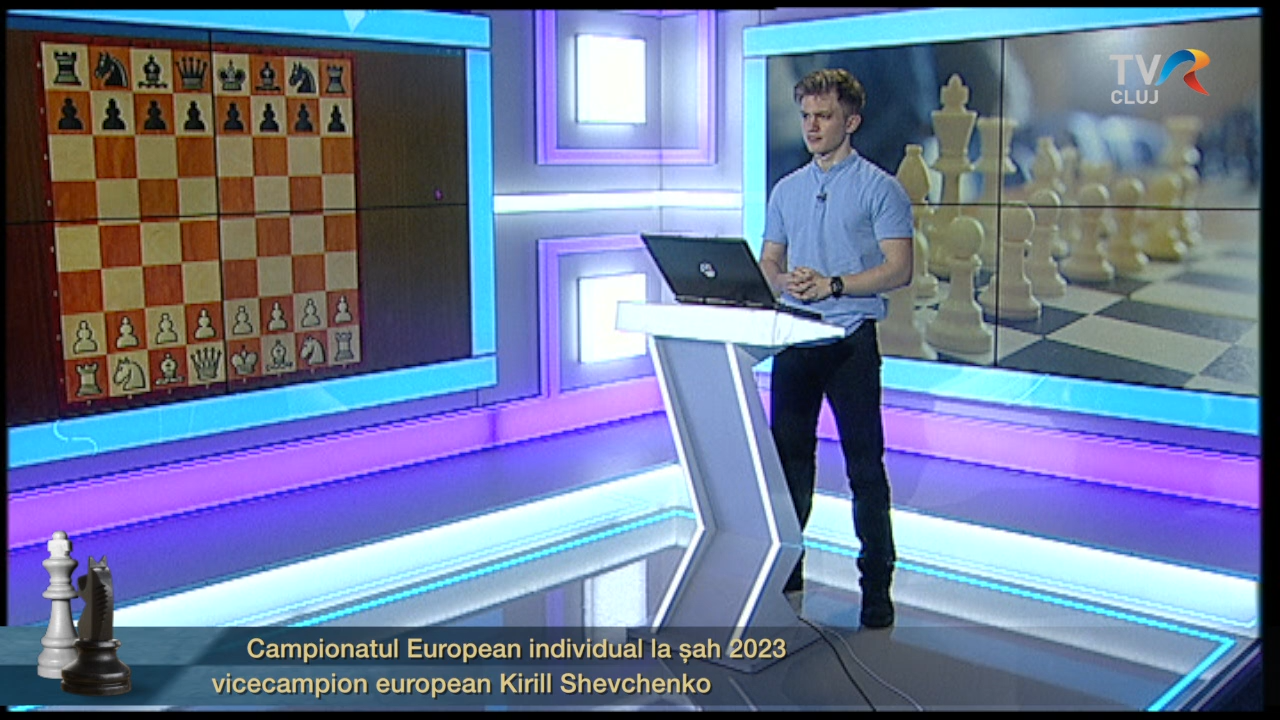 TVR
CLUJ
Campionatul European individual la șah 2023
vicecampion european Kirill Shevchenko